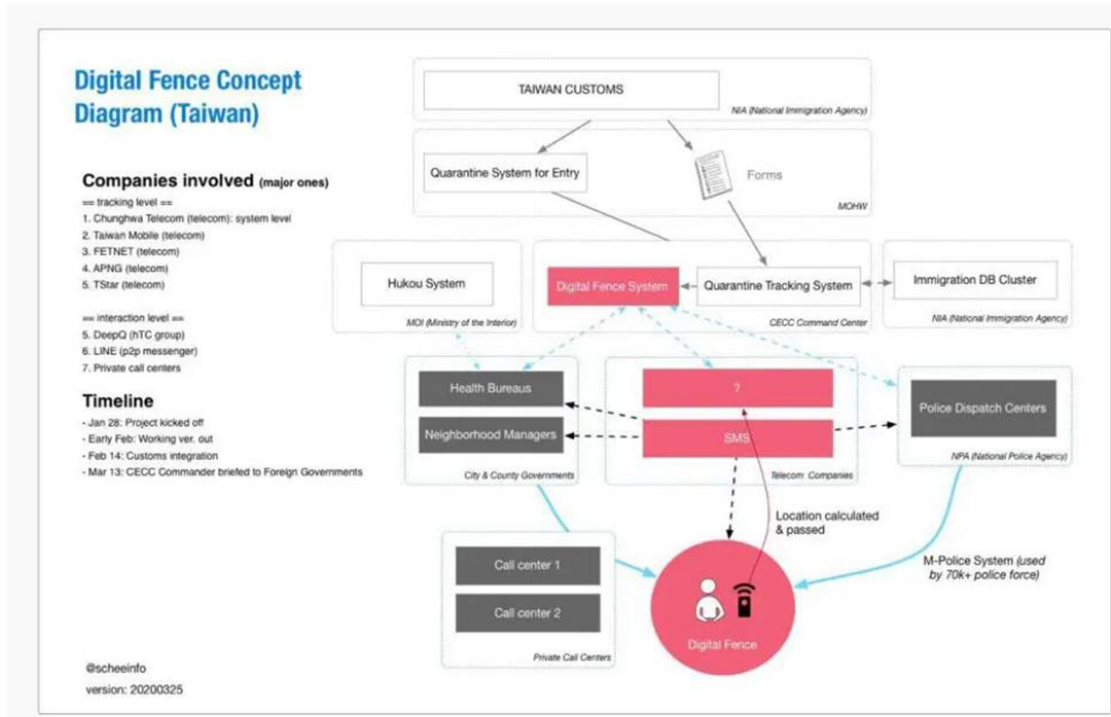 Digital Fence Concept
Diagram (Taiwan)
Companies involved (major ones)
== tracking level ==
1. Chunghwa Telecom (telecom): system level
2. Taiwan Mobile (telecom)
3. FETNET (telecom)
4. APNG (telecom)
5. TStar (telecom)
== interaction level ==
5. DeepQ (hTC group)
6. LINE (p2p messenger)
7. Private call centers
Timeline
- Jan 28: Project kicked off
- Early Feb: Working ver. out
- Feb 14: Customs integration
- Mar 13: CECC Commander briefed to Foreign Governments
@scheeinfo
version: 20200325
TAIWAN CUSTOMS
NIA (National Immigration Agency)
Quarantine System for Entry
Forms
MOHW
Hukou System
MOI (Ministry of the Interior)
Digital Fence System
Quarantine Tracking System
CECC Command Center
Immigration DB Cluster
NIA (National Immigration Agency)
Health Bureaus
Neighborhood Managers
City & County Governments
?
SMS
Telecom Companies
Police Dispatch Centers
NPA (National Police Agency)
Location calculated
& passed
M-Police System (used
by 70k+ police force)
Call center 1
Call center 2
Private Call Centers
Digital Fence